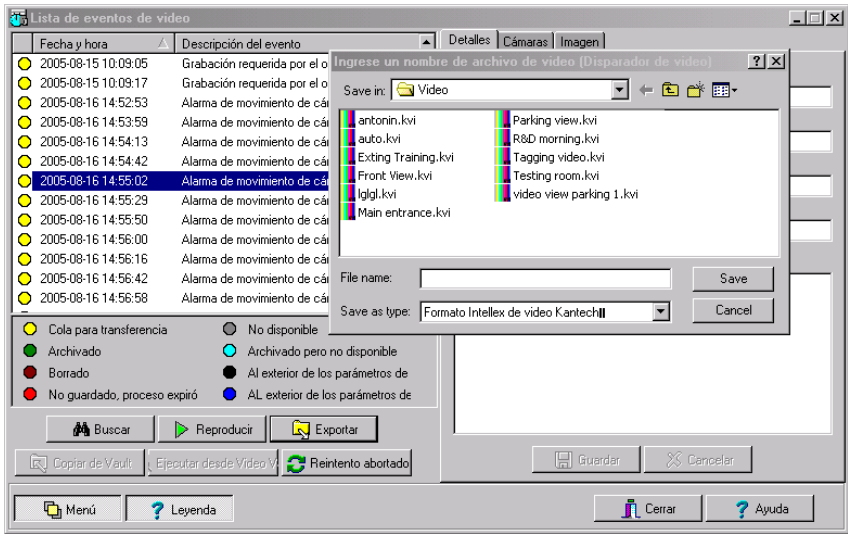 Lista de eventos de video
Fecha y hora Descripción del evento
2005-08-15 10:09:05 Grabación requerida por el o
2005-08-15 10:09:17 Grabación requerida por el o
2005-08-16 14:52:53 Alarma de movimiento de cá
2005-08-16 14:53:59 Alarma de movimiento de cá
2005-08-16 14:54:13 Alarma de movimiento de cá
2005-08-16 14:54:42 Alarma de movimiento de cá
2005-08-16 14:55:02 Alarma de movimiento de cá
2005-08-16 14:55:29 Alarma de movimiento de cá
2005-08-16 14:55:50 Alarma de movimiento de cá
2005-08-16 14:56:00 Alarma de movimiento de cá
2005-08-16 14:56:16 Alarma de movimiento de cá
2005-08-16 14:56:42 Alarma de movimiento de cá
2005-08-16 14:56:58 Alarma de movimiento de cá
Detalles Cámaras Imagen
Ingrese un nombre de archivo de video (Disparador de video)
Save in: Video
antonin.kvi
auto.kvi
Exting Training.kvi
Front View.kvi
lglgl.kvi
Main entrance.kvi
Parking view.kvi
R&D morning.kvi
Tagging video.kvi
Testing room.kvi
video view parking 1.kvi
File name: Save
Save as type: Formato Intellex de video Kantech Cancel
Cola para transferencia No disponible
Archivado Archivado pero no disponible
Borrado Al exterior de los parámetros de
No guardado, proceso expiró AL exterior de los parámetros de
Buscar Reproducir Exportar
Copiar de Vault Ejecutar desde Video V Reintento abortado
Guardar Cancelar
Menú Leyenda Cerrar Ayuda